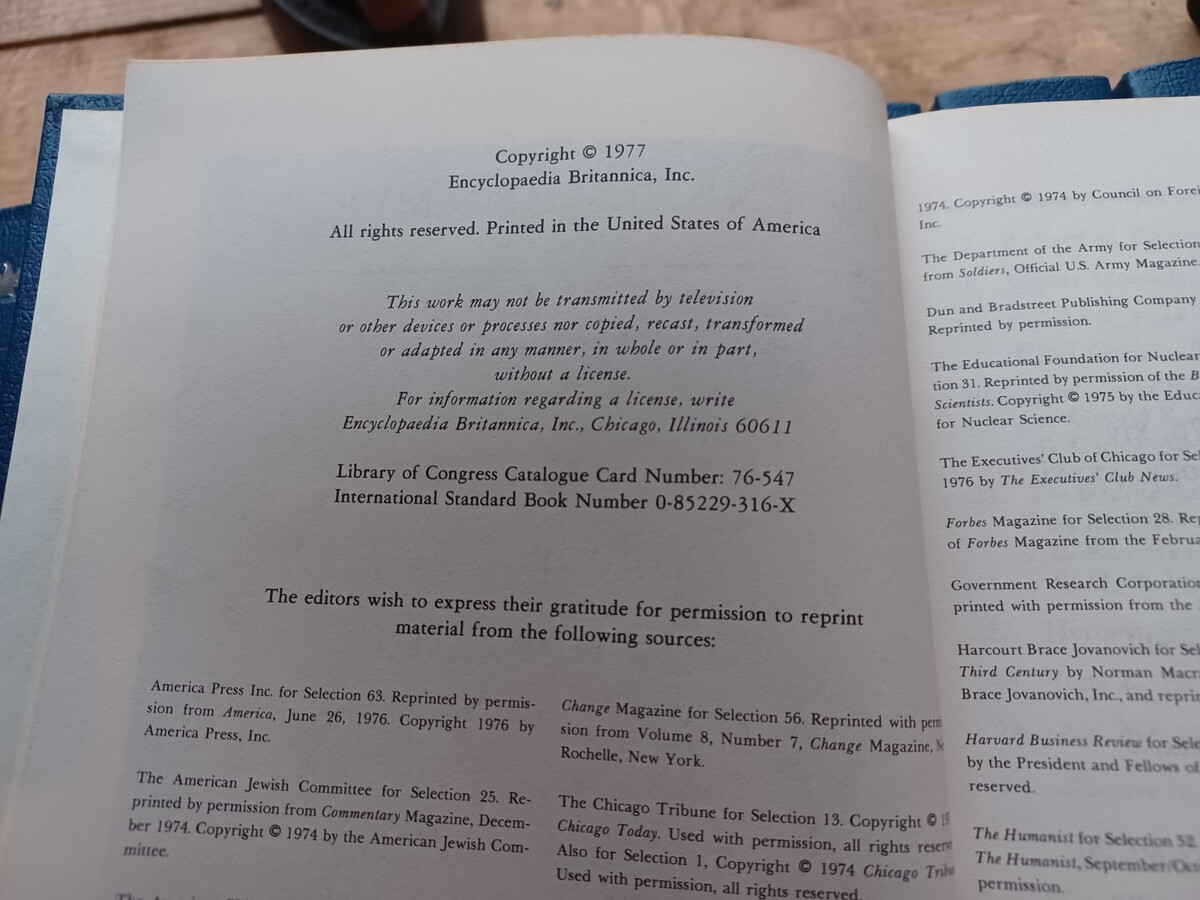 Copyright © 1977
Encyclopaedia Britannica, Inc.
All rights reserved. Printed in the United States of America
This work may not be transmitted by television
or other devices or processes nor copied, recast, transformed
or adapted in any manner, in whole or in part,
without a license.
For information regarding a license, write
Encyclopaedia Britannica, Inc., Chicago, Illinois 60611
Library of Congress Catalogue Card Number: 76-547
International Standard Book Number 0-85229-316-X
The editors wish to express their gratitude for permission to reprint
material from the following sources:
America Press Inc. for Selection 63. Reprinted by permis-
sion from America, June 26, 1976. Copyright 1976 by
America Press, Inc.
The American Jewish Committee for Selection 25. Re-
printed by permission from Commentary Magazine, Decem-
ber 1974. Copyright © 1974 by the American Jewish Com-
mittee.
Change Magazine for Selection 56. Reprinted with
sion from Volume 8, Number 7, Change Magazine,
Rochelle, New York.
The Chicago Tribune for Selection 13. Copyright ©
Chicago Today. Used with permission, all rights
Also for Selection 1, Copyright © 1974 Chicago
Used with permission, all rights reserved.
1974. Copyright © 1974 by Council on
Inc.
The Department of the Army for Selection
from Soldiers, Official U.S. Army Magazine.
Dun and Bradstreet Publishing Company
Reprinted by permission.
The Educational Foundation for Nuclear
tion 31. Reprinted by permission of the
Scientists. Copyright © 1975 by the
for Nuclear Science.
The Executives' Club of Chicago for
1976 by The Executives' Club News.
Forbes Magazine for Selection 28.
of Forbes Magazine from the
Government Research
printed with permission from the
Harcourt Brace Jovanovich for
Third Century by Norman
Brace Jovanovich, Inc., and
Harvard Business Review for
by the President and Fellows of
reserved.
The Humanist for Selection 52
The Humanist,
permission.